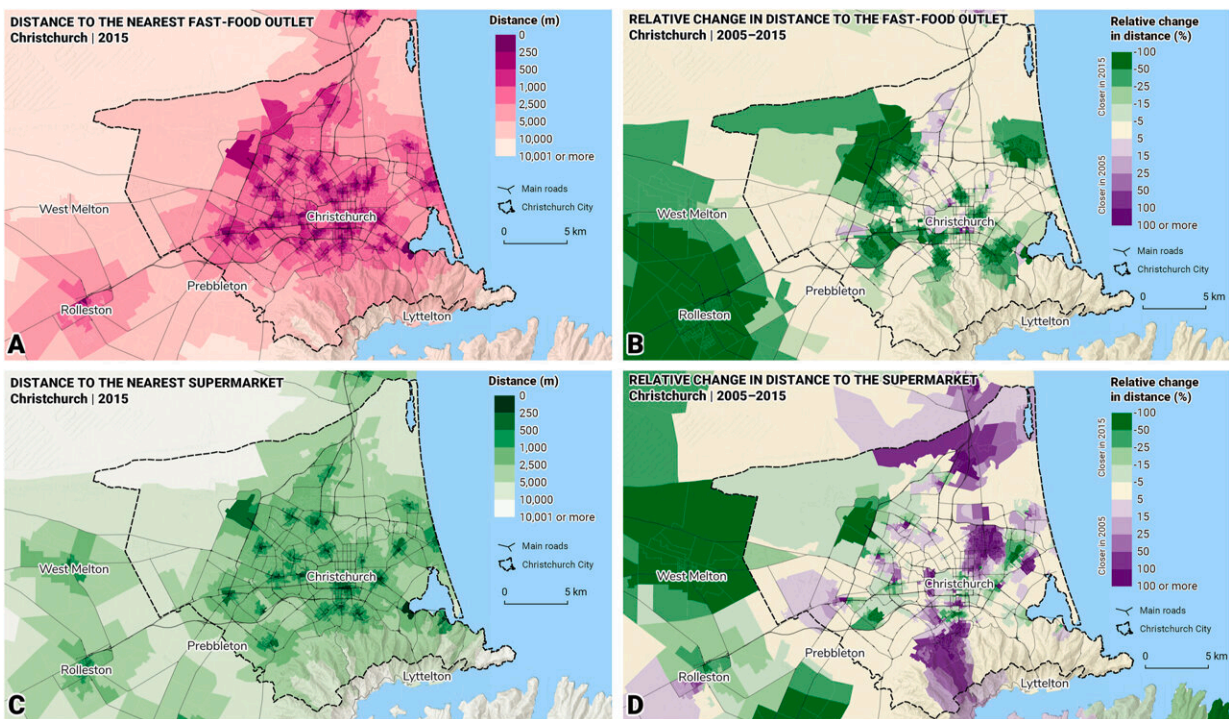 DISTANCE TO THE NEAREST FAST-FOOD OUTLET
Christchurch | 2015
Distance (m)
0
250
500
1,000
2,500
5,000
10,000
10,001 or more
Main roads
Christchurch City
0 5 km
West Melton
Christchurch
Prebbleton
Rolleston
Lyttelton
A
RELATIVE CHANGE IN DISTANCE TO THE FAST-FOOD OUTLET
Christchurch | 2005–2015
Relative change
in distance (%)
Closer in 2015
Closer in 2005
-100
-50
-25
-15
-5
5
15
25
50
100
100 or more
Main roads
Christchurch City
0 5 km
West Melton
Christchurch
Prebbleton
Rolleston
Lyttelton
B
DISTANCE TO THE NEAREST SUPERMARKET
Christchurch | 2015
Distance (m)
0
250
500
1,000
2,500
5,000
10,000
10,001 or more
Main roads
Christchurch City
0 5 km
West Melton
Christchurch
Prebbleton
Rolleston
Lyttelton
C
RELATIVE CHANGE IN DISTANCE TO THE SUPERMARKET
Christchurch | 2005–2015
Relative change
in distance (%)
Closer in 2015
Closer in 2005
-100
-50
-25
-15
-5
5
15
25
50
100
100 or more
Main roads
Christchurch City
0 5 km
West Melton
Christchurch
Prebbleton
Rolleston
Lyttelton
D